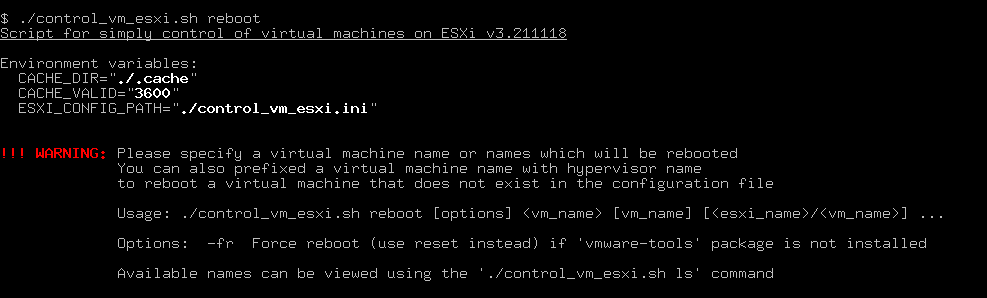 $ ./control_vm_esxi.sh reboot
Script for simply control of virtual machines on ESXi v3.211118
Environment variables:
CACHE_DIR="./.cache"
CACHE_VALID="3600"
ESXI_CONFIG_PATH="./control_vm_esxi.ini"
!!! WARNING: Please specify a virtual machine name or names which will be rebooted
You can also prefixed a virtual machine name with hypervisor name
to reboot a virtual machine that does not exist in the configuration file
Usage: ./control_vm_esxi.sh reboot [options] <vm_name> [vm_name] [<esxi_name>/<vm_name>] ...
Options:  -fr  Force reboot (use reset instead) if 'vmware-tools' package is not installed
Available names can be viewed using the './control_vm_esxi.sh ls' command